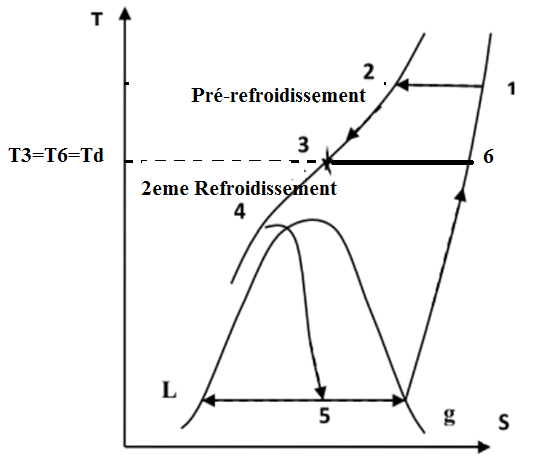 T
2
Pré-refroidissement
1
3
T3=T6=Td
6
2eme Refroidissement
4
L
5
g
S